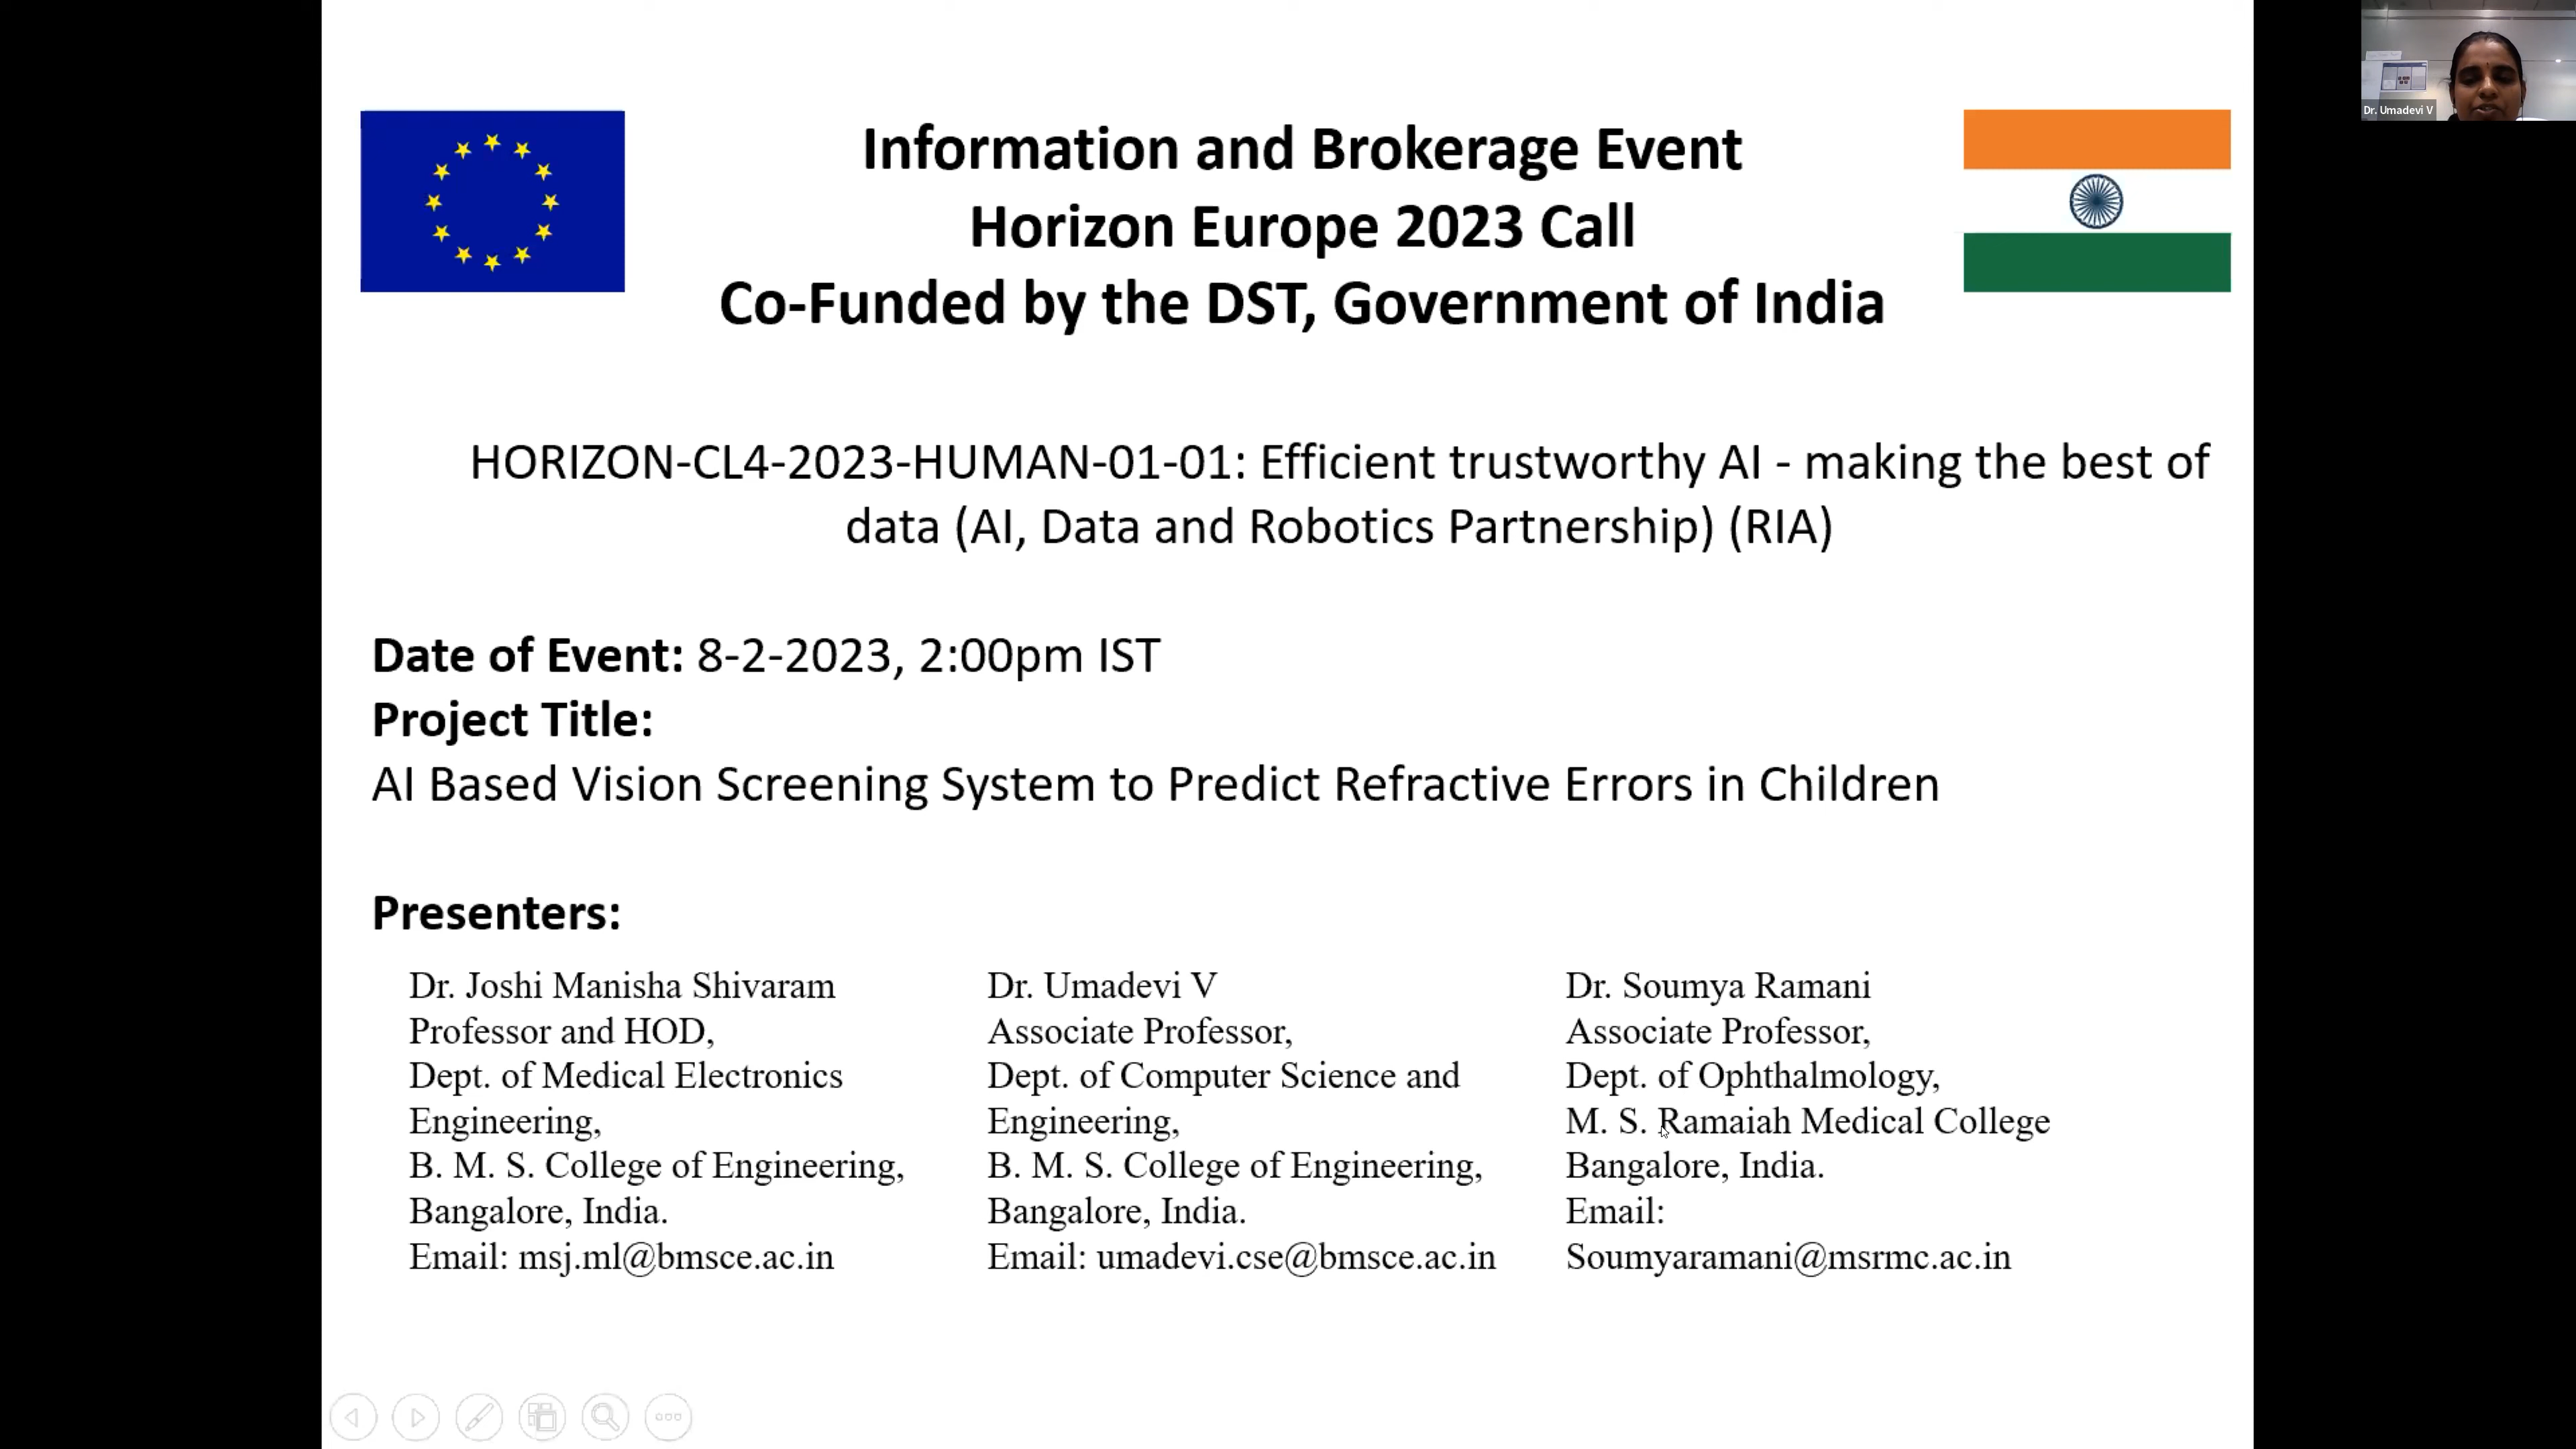 Information and Brokerage Event
Horizon Europe 2023 Call
Co-Funded by the DST, Government of India
HORIZON-CL4-2023-HUMAN-01-01: Efficient trustworthy AI - making the best of
data (AI, Data and Robotics Partnership) (RIA)
Date of Event: 8-2-2023, 2:00pm IST
Project Title:
AI Based Vision Screening System to Predict Refractive Errors in Children
Presenters:
Dr. Joshi Manisha Shivaram
Professor and HOD,
Dept. of Medical Electronics
Engineering,
B. M. S. College of Engineering,
Bangalore, India.
Email: msj.ml@bmsce.ac.in
Dr. Umadevi V
Associate Professor,
Dept. of Computer Science and
Engineering,
B. M. S. College of Engineering,
Bangalore, India.
Email: umadevi.cse@bmsce.ac.in
Dr. Soumya Ramani
Associate Professor,
Dept. of Ophthalmology,
M. S. Ramaiah Medical College
Bangalore, India.
Email:
Soumyaramani@msrmc.ac.in
Dr. Umadevi V